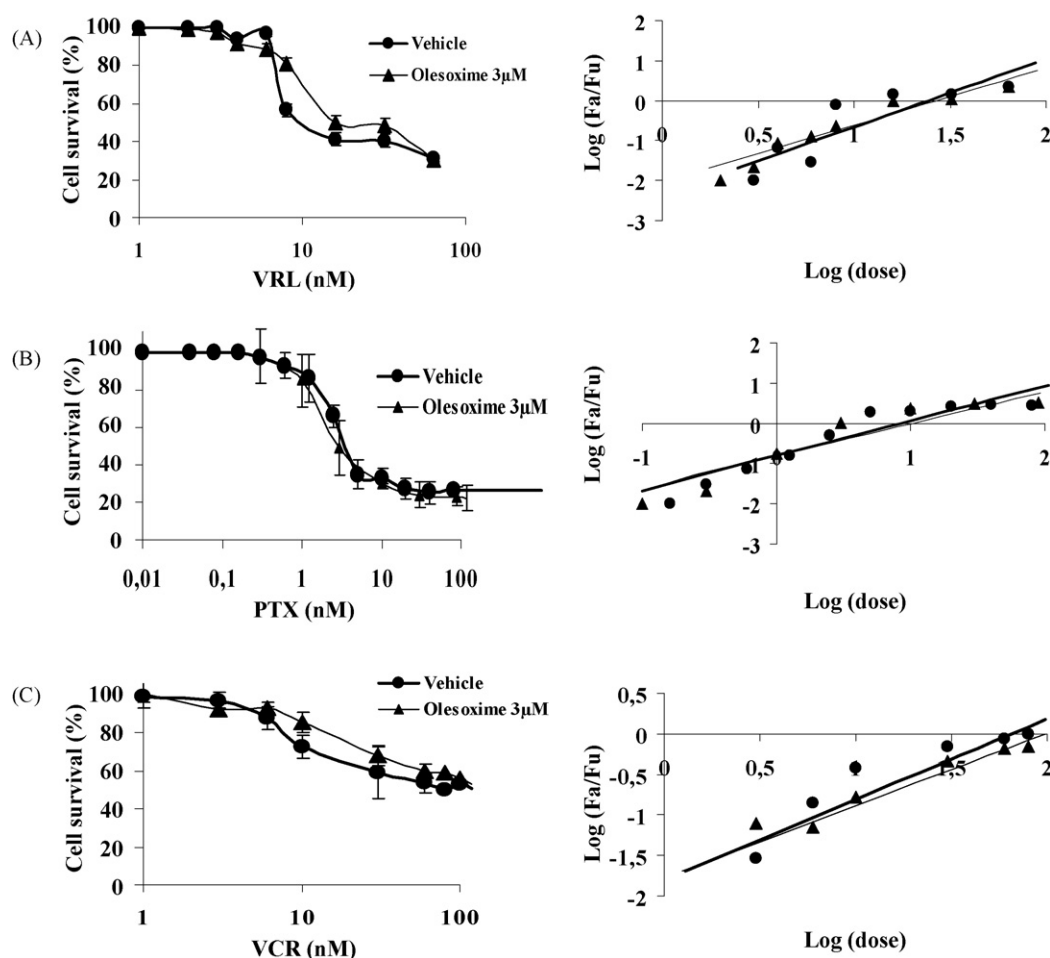 (A)
Cell survival (%)
100
80
60
40
20
0
1
10
100
VRL (nM)
Vehicle
Olesoxime 3µM
Log (Fa/Fu)
2
1
0
-1
-2
-3
0
0,5
1
1,5
2
Log (dose)
(B)
Cell survival (%)
100
80
60
40
20
0
0,01
0,1
1
10
100
PTX (nM)
Vehicle
Olesoxime 3µM
Log (Fa/Fu)
2
1
0
-1
-2
-3
-1
0
1
2
Log (dose)
(C)
Cell survival (%)
100
80
60
40
20
0
1
10
100
VCR (nM)
Vehicle
Olesoxime 3µM
Log (Fa/Fu)
0,5
0
-0,5
-1
-1,5
-2
0
0,5
1
1,5
2
Log (dose)